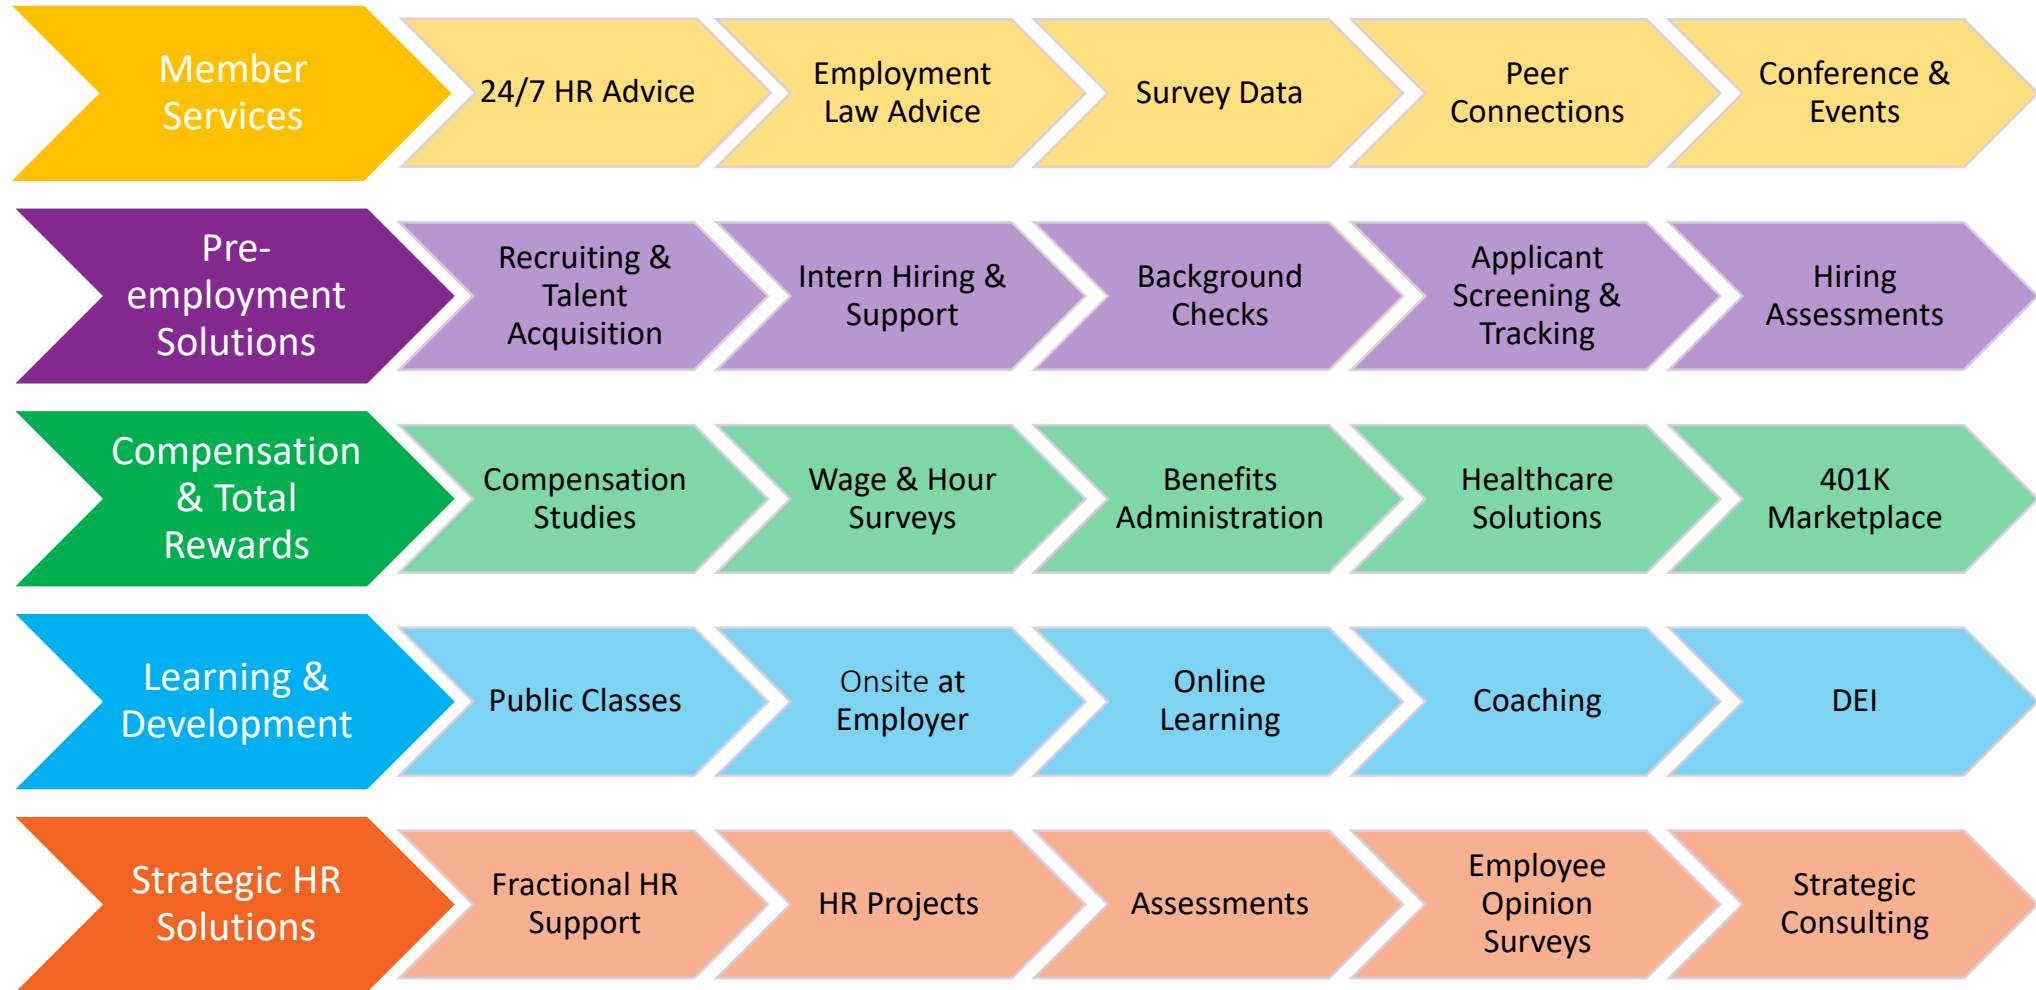 Member
Services
24/7 HR Advice
Employment
Law Advice
Survey Data
Peer
Connections
Conference &
Events
Pre-
employment
Solutions
Recruiting &
Talent
Acquisition
Intern Hiring &
Support
Background
Checks
Applicant
Screening &
Tracking
Hiring
Assessments
Compensation
& Total
Rewards
Compensation
Studies
Wage & Hour
Surveys
Benefits
Administration
Healthcare
Solutions
401K
Marketplace
Learning &
Development
Public Classes
Onsite at
Employer
Online
Learning
Coaching
DEI
Strategic HR
Solutions
Fractional HR
Support
HR Projects
Assessments
Employee
Opinion
Surveys
Strategic
Consulting